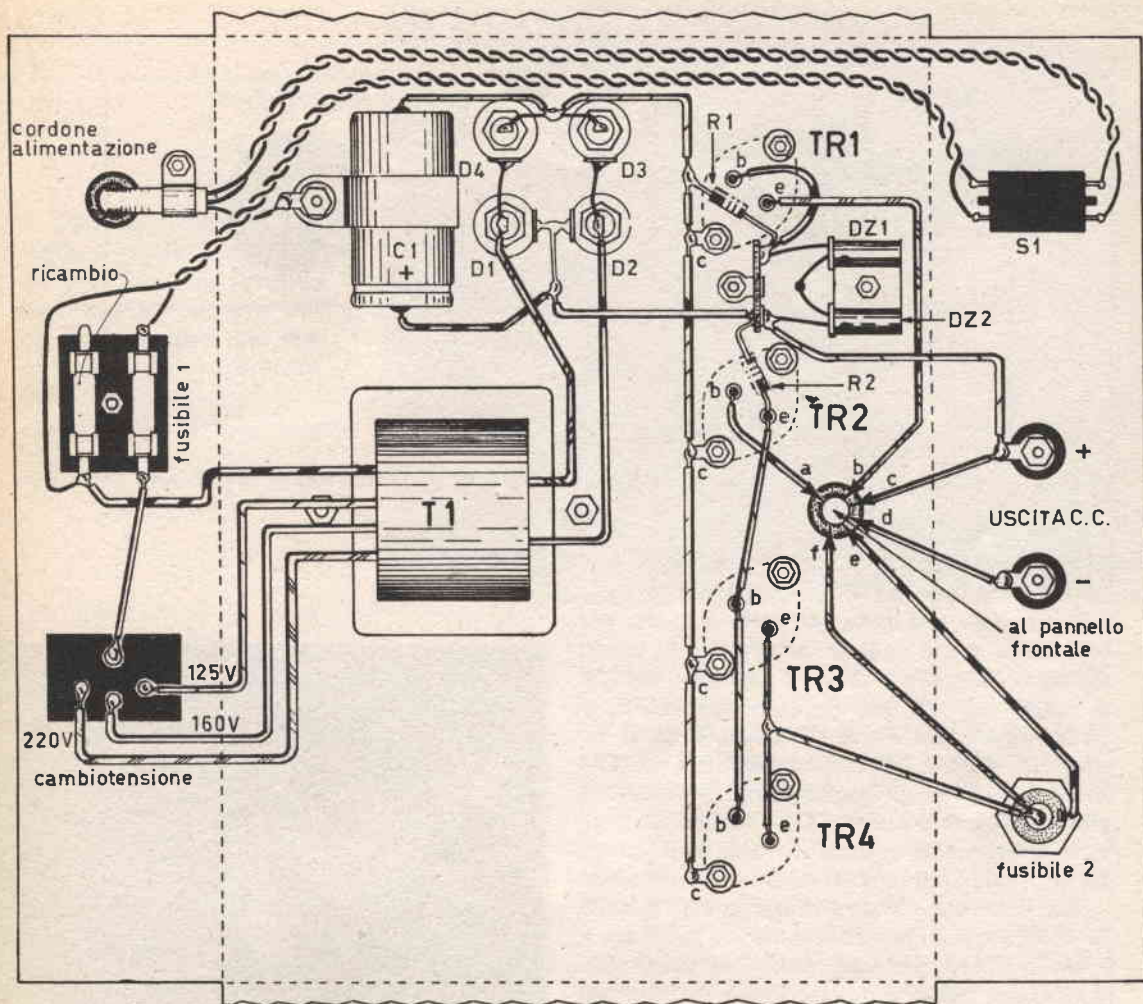 cordone
alimentazione
ricambio
fusibile 1
C1
+
D4
D3
D1
D2
R1
b
TR1
e
c
DZ1
DZ2
S1
b
R2
e
TR2
c
a
b
c
d
e
f
+
USCITA C.C.
-
al pannello
frontale
T1
125V
160V
220V
cambiotensione
b
e
c
TR3
b
e
c
TR4
fusibile 2